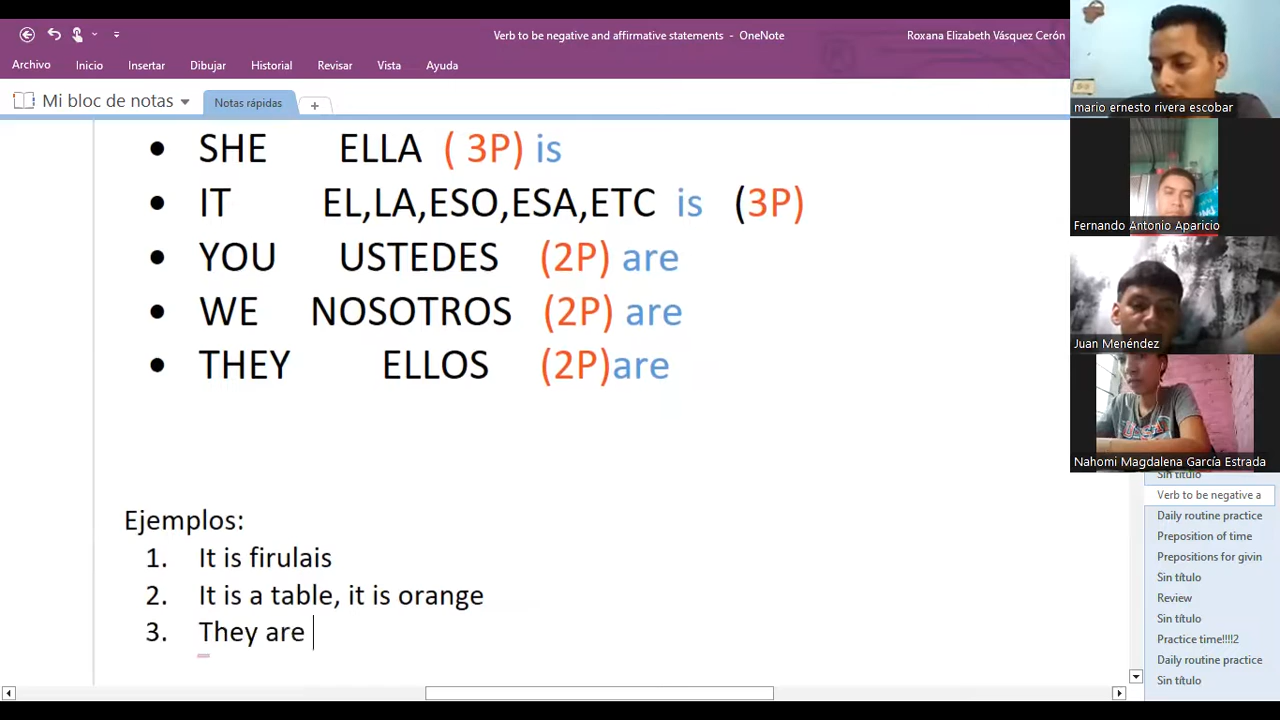 Verb to be negative and affirmative statements - OneNote
Roxana Elizabeth Vásquez Cerón
Archivo Inicio Insertar Dibujar Historial Revisar Vista Ayuda
Mi bloc de notas Notas rápidas
• SHE ELLA ( 3P) is
• IT EL,LA,ESO,ESA,ETC is (3P)
• YOU USTEDES (2P) are
• WE NOSOTROS (2P) are
• THEY ELLOS (2P)are
Ejemplos:
1. It is firulais
2. It is a table, it is orange
3. They are
mario ernesto rivera escobar
Fernando Antonio Aparicio
Juan Menéndez
Nahomi Magdalena García Estrada
Sin título
Verb to be negative a
Daily routine practice
Preposition of time
Prepositions for givin
Sin título
Review
Sin título
Practice time!!!!2
Daily routine practice
Sin título